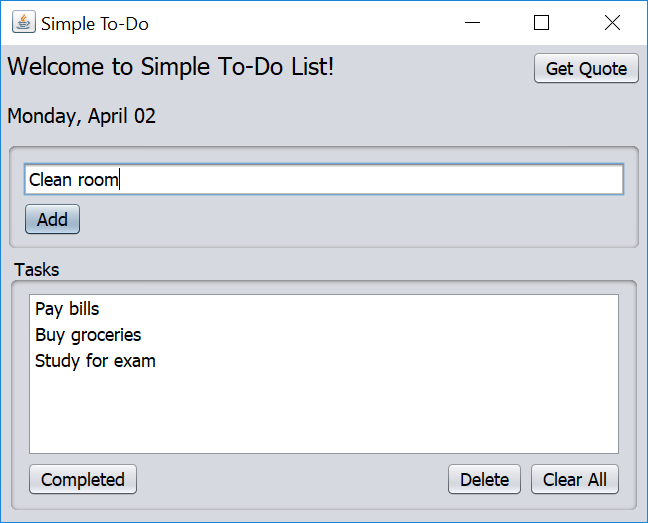 Simple To-Do
Welcome to Simple To-Do List!
Get Quote
Monday, April 02
Clean room
Add
Tasks
Pay bills
Buy groceries
Study for exam
Completed
Delete
Clear All